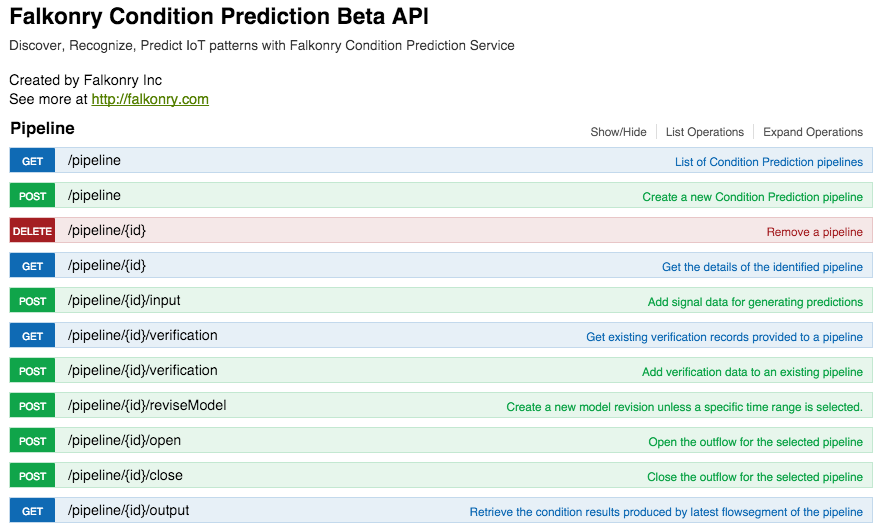 Falkonry Condition Prediction Beta API
Discover, Recognize, Predict IoT patterns with Falkonry Condition Prediction Service
Created by Falkonry Inc
See more at http://falkonry.com
Pipeline Show/Hide List Operations Expand Operations
GET /pipeline List of Condition Prediction pipelines
POST /pipeline Create a new Condition Prediction pipeline
DELETE /pipeline/{id} Remove a pipeline
GET /pipeline/{id} Get the details of the identified pipeline
POST /pipeline/{id}/input Add signal data for generating predictions
GET /pipeline/{id}/verification Get existing verification records provided to a pipeline
POST /pipeline/{id}/verification Add verification data to an existing pipeline
POST /pipeline/{id}/reviseModel Create a new model revision unless a specific time range is selected.
POST /pipeline/{id}/open Open the outflow for the selected pipeline
POST /pipeline/{id}/close Close the outflow for the selected pipeline
GET /pipeline/{id}/output Retrieve the condition results produced by latest flowsegment of the pipeline